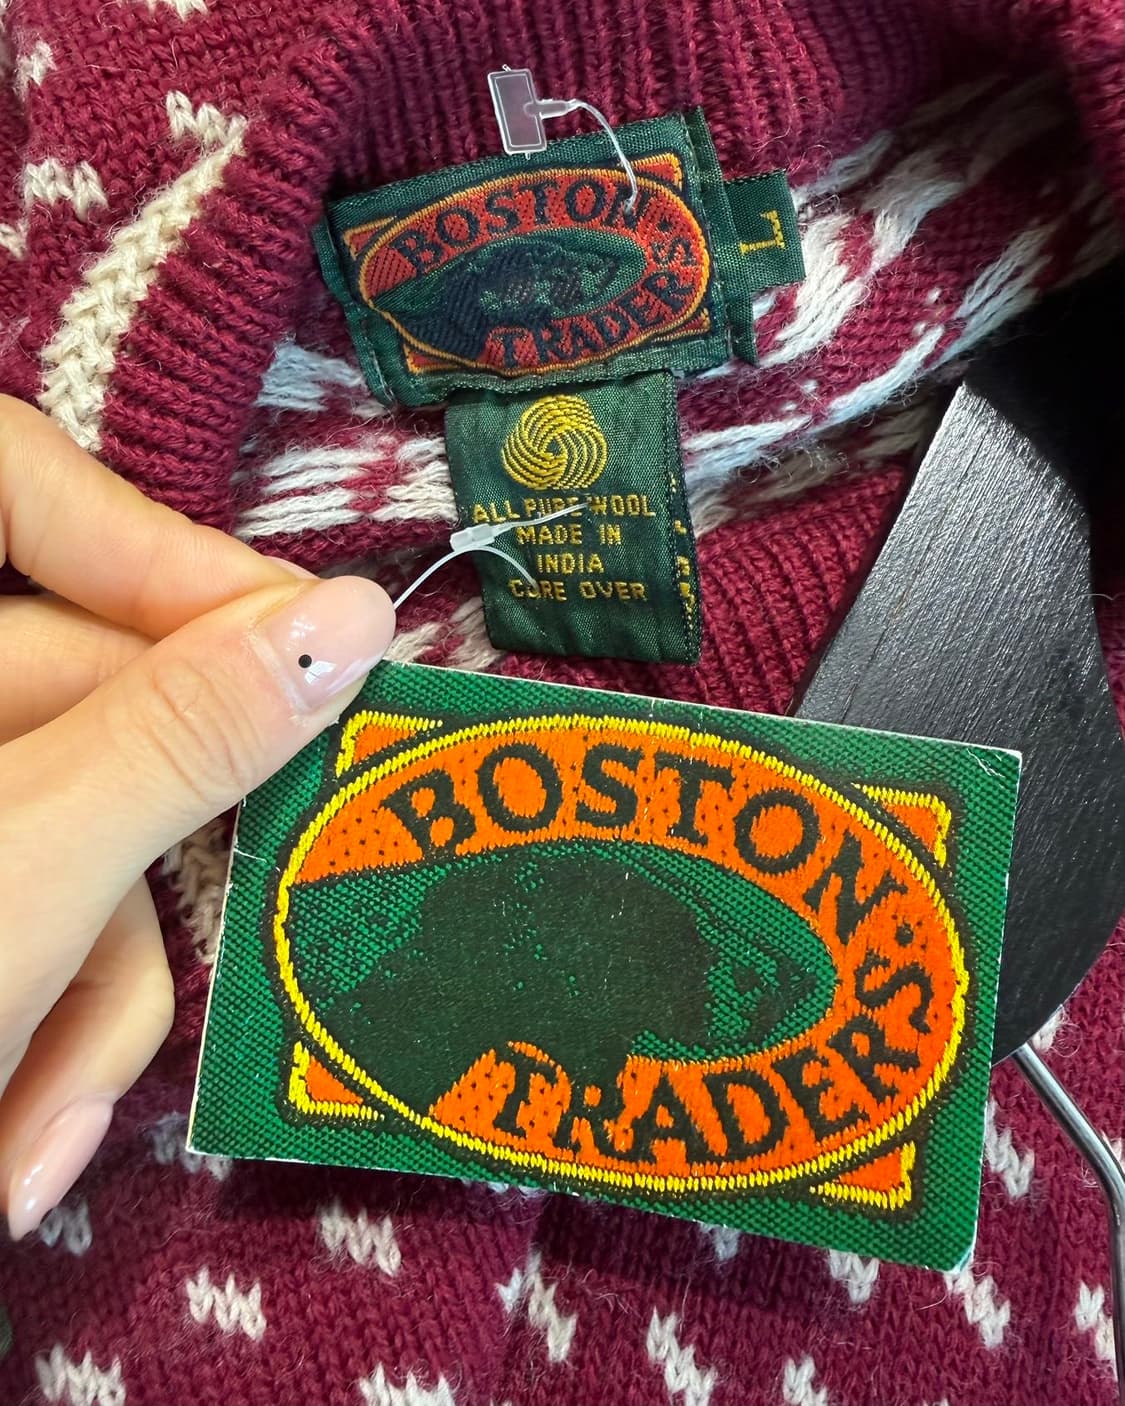 BOSTON·
TRADERS
L
ALL PURE WOOL
MADE IN
INDIA
CARE OVER
BOSTON·
TRADERS